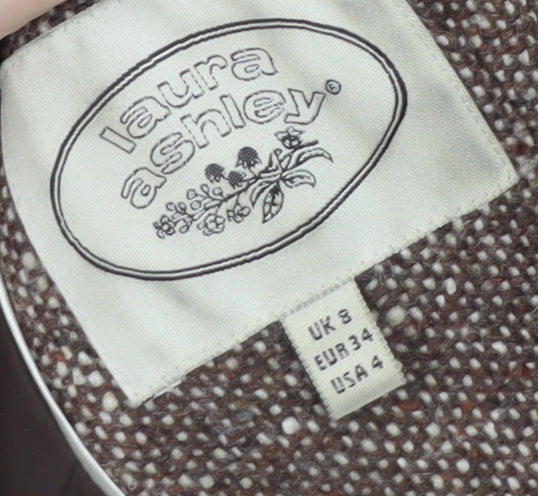 laura
ashley®
UK 8
EUR 34
USA 4